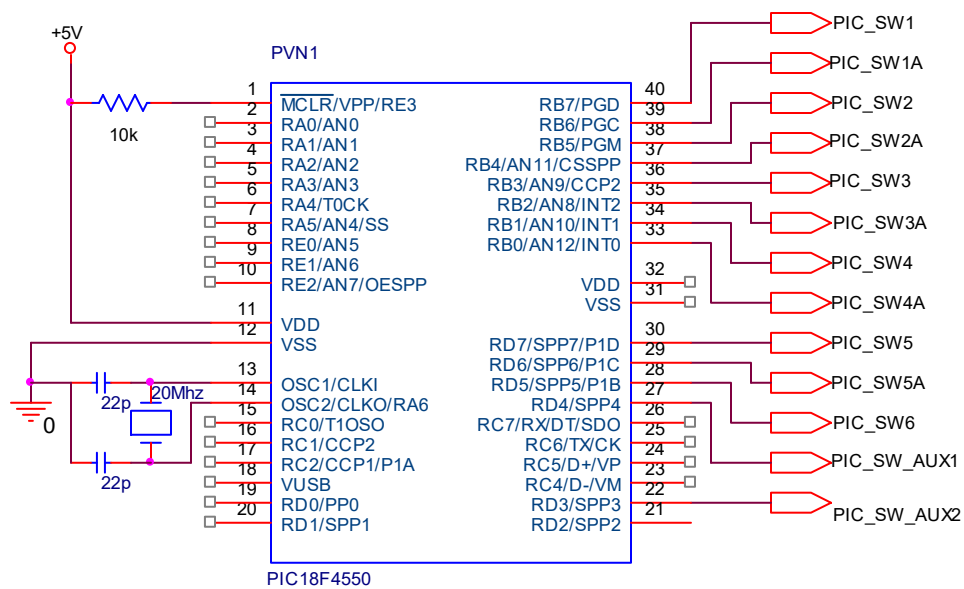 +5V
PVN1
10k
1
MCLR/VPP/RE3
2
RA0/AN0
3
RA1/AN1
4
RA2/AN2
5
RA3/AN3
6
RA4/T0CK
7
RA5/AN4/SS
8
RE0/AN5
9
RE1/AN6
10
RE2/AN7/OESPP
11
VDD
12
VSS
13
OSC1/CLKI
14
OSC2/CLKO/RA6
15
RC0/T1OSO
16
RC1/CCP2
17
RC2/CCP1/P1A
18
VUSB
19
RD0/PP0
20
RD1/SPP1
22p
20Mhz
22p
0
40
RB7/PGD
39
RB6/PGC
38
RB5/PGM
37
RB4/AN11/CSSPP
36
RB3/AN9/CCP2
35
RB2/AN8/INT2
34
RB1/AN10/INT1
33
RB0/AN12/INT0
32
VDD
31
VSS
30
RD7/SPP7/P1D
29
RD6/SPP6/P1C
28
RD5/SPP5/P1B
27
RD4/SPP4
26
RC7/RX/DT/SDO
25
RC6/TX/CK
24
RC5/D+/VP
23
RC4/D-/VM
22
RD3/SPP3
21
RD2/SPP2
PIC_SW1
PIC_SW1A
PIC_SW2
PIC_SW2A
PIC_SW3
PIC_SW3A
PIC_SW4
PIC_SW4A
PIC_SW5
PIC_SW5A
PIC_SW6
PIC_SW_AUX1
PIC_SW_AUX2
PIC18F4550